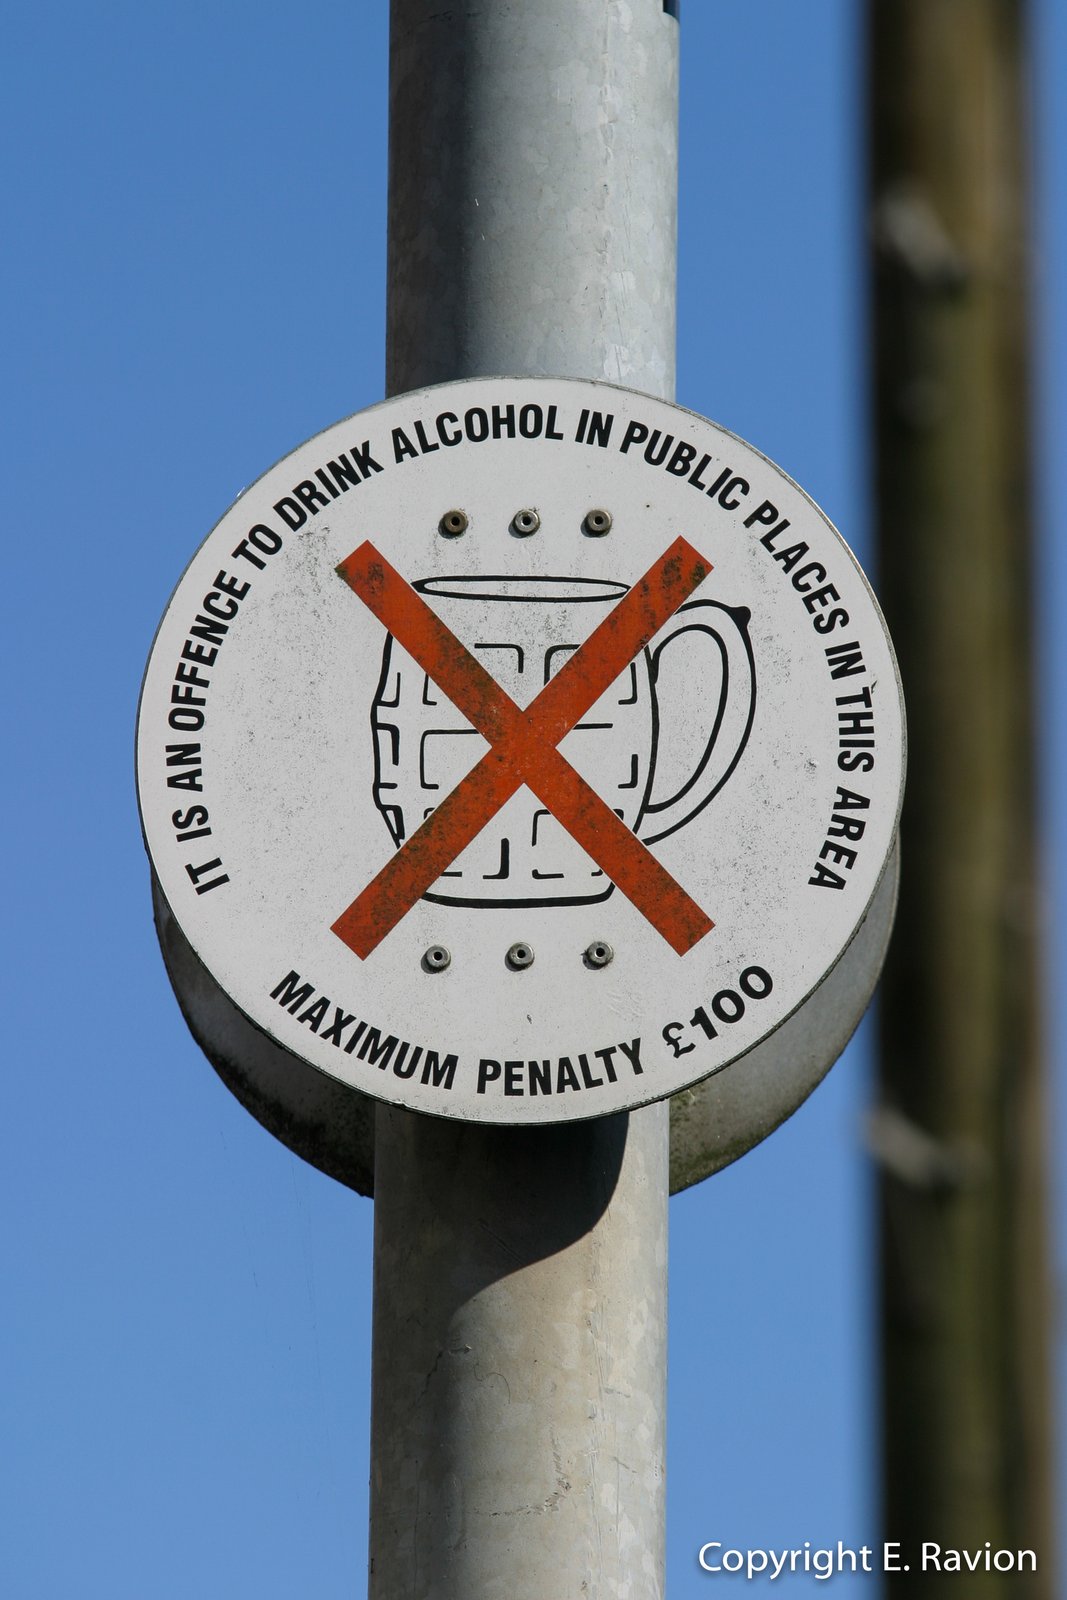 IT IS AN OFFENCE TO DRINK ALCOHOL IN PUBLIC PLACES IN THIS AREA
MAXIMUM PENALTY £100
Copyright E. Ravion